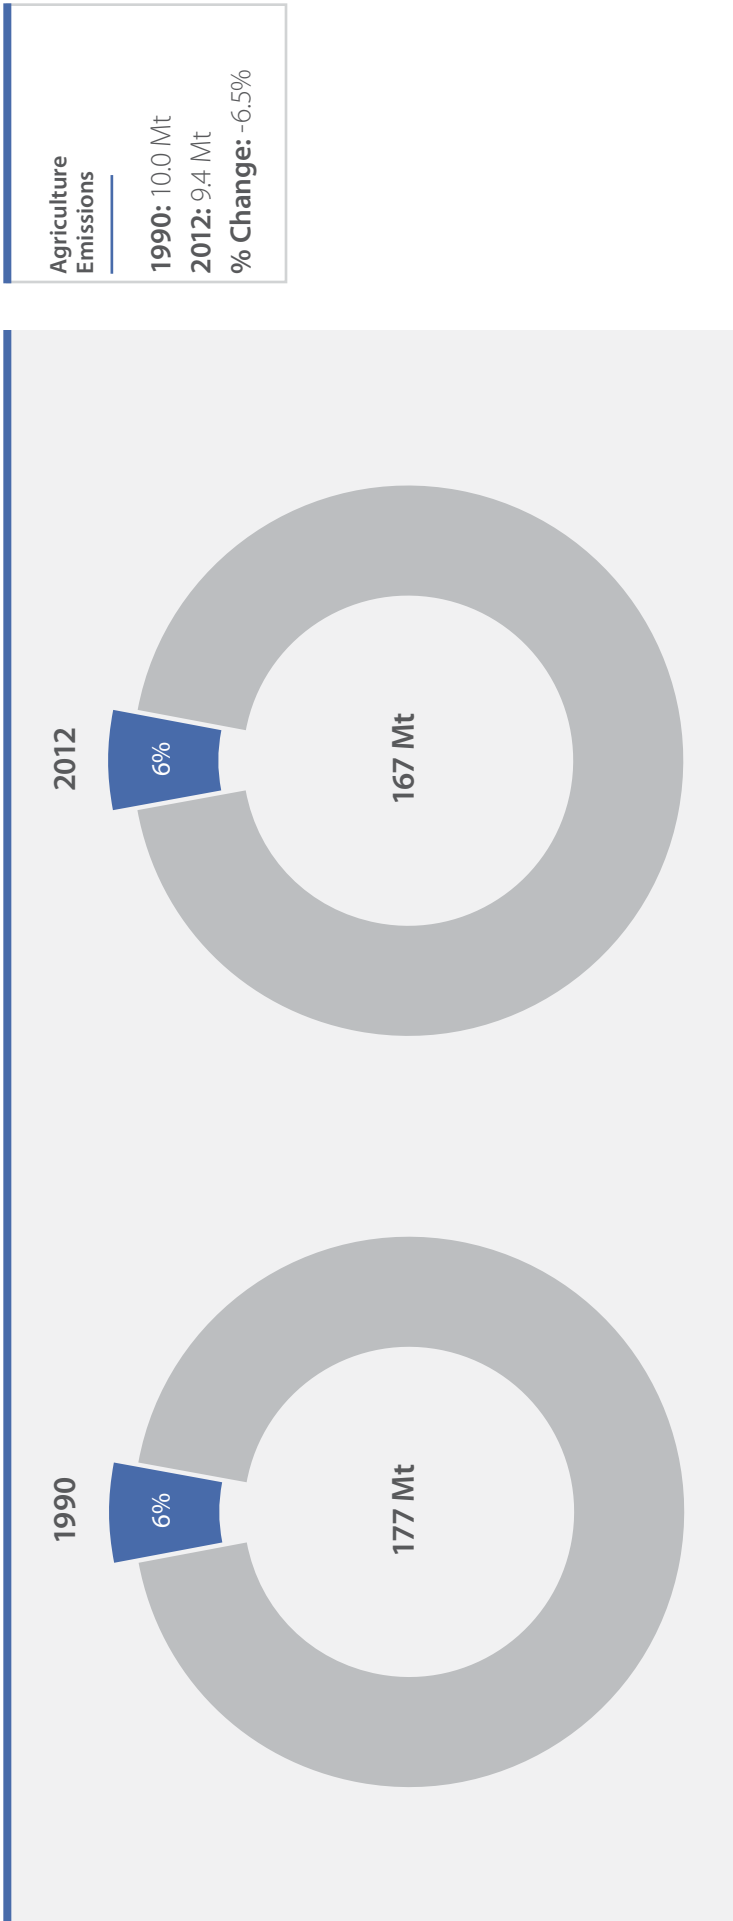 1990
6%
177 Mt
2012
6%
167 Mt
Agriculture
Emissions
1990: 10.0 Mt
2012: 9.4 Mt
% Change: -6.5%